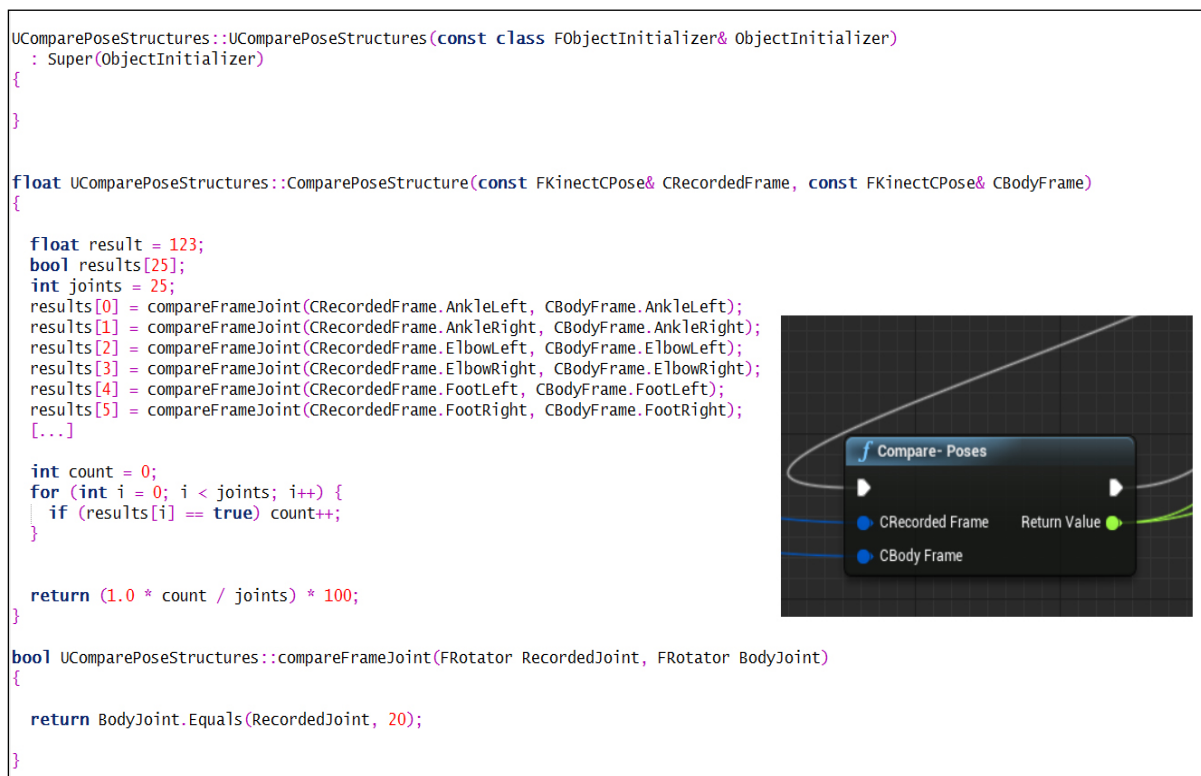 UComparePoseStructures::UComparePoseStructures(const class FObjectInitializer& ObjectInitializer)
  : Super(ObjectInitializer)
{
}
float UComparePoseStructures::ComparePoseStructure(const FKinectCPose& CRecordedFrame, const FKinectCPose& CBodyFrame)
{
  float result = 123;
  bool results[25];
  int joints = 25;
  results[0] = compareFrameJoint(CRecordedFrame.AnkleLeft, CBodyFrame.AnkleLeft);
  results[1] = compareFrameJoint(CRecordedFrame.AnkleRight, CBodyFrame.AnkleRight);
  results[2] = compareFrameJoint(CRecordedFrame.ElbowLeft, CBodyFrame.ElbowLeft);
  results[3] = compareFrameJoint(CRecordedFrame.ElbowRight, CBodyFrame.ElbowRight);
  results[4] = compareFrameJoint(CRecordedFrame.FootLeft, CBodyFrame.FootLeft);
  results[5] = compareFrameJoint(CRecordedFrame.FootRight, CBodyFrame.FootRight);
  [...]
  int count = 0;
  for (int i = 0; i < joints; i++) {
    if (results[i] == true) count++;
  }
  return (1.0 * count / joints) * 100;
}
bool UComparePoseStructures::compareFrameJoint(FRotator RecordedJoint, FRotator BodyJoint)
{
  return BodyJoint.Equals(RecordedJoint, 20);
}
f Compare- Poses
CRecorded Frame Return Value
CBody Frame